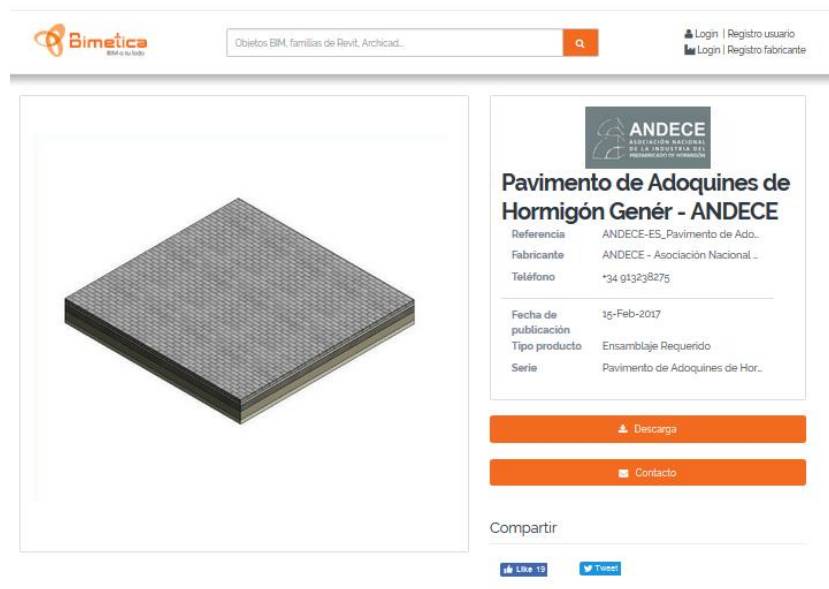 Bimetica
BIM a tu lado
Objetos BIM, familias de Revit, Archicad...
Login | Registro usuario
Login | Registro fabricante
ANDECE
ASOCIACIÓN NACIONAL
DE LA INDUSTRIA DEL
PREFABRICADO DE HORMIGÓN
Pavimento de Adoquines de
Hormigón Genér - ANDECE
Referencia ANDECE-ES_Pavimento de Ado...
Fabricante ANDECE - Asociación Nacional ...
Teléfono +34 913238275
Fecha de publicación 15-Feb-2017
Tipo producto Ensamblaje Requerido
Serie Pavimento de Adoquines de Hor...
Descarga
Contacto
Compartir
Like 19
Tweet